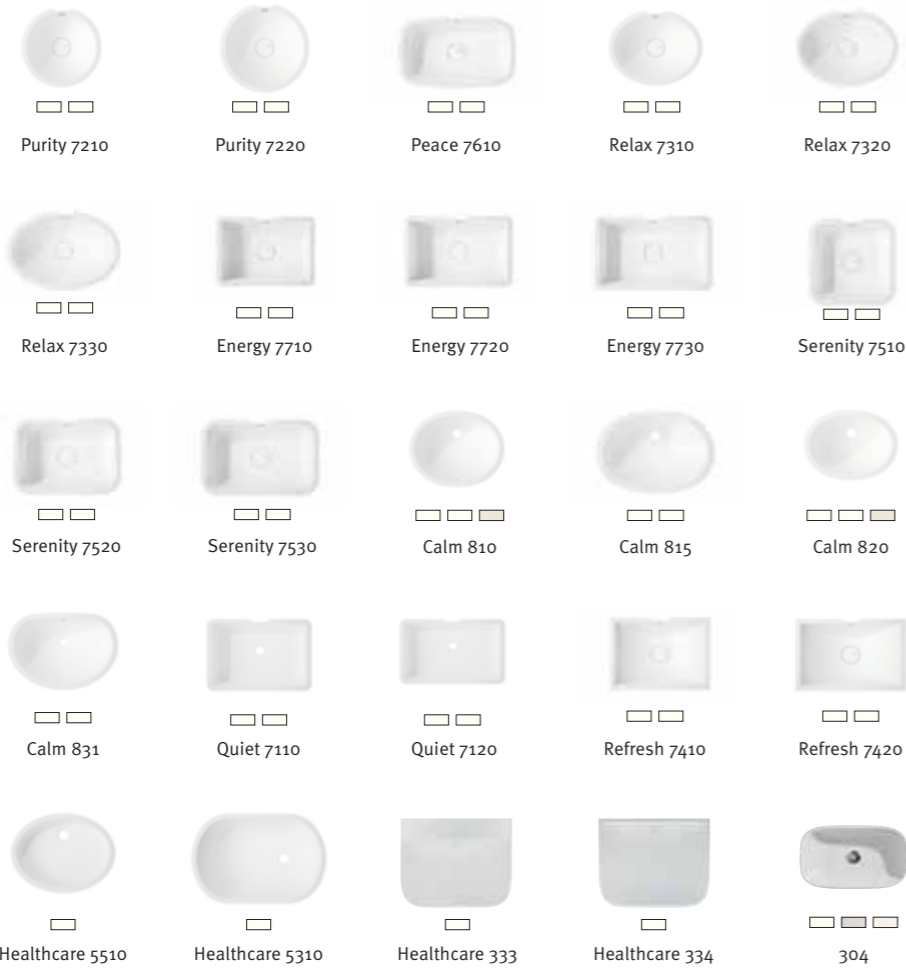 Purity 7210
Purity 7220
Peace 7610
Relax 7310
Relax 7320
Relax 7330
Energy 7710
Energy 7720
Energy 7730
Serenity 7510
Serenity 7520
Serenity 7530
Calm 810
Calm 815
Calm 820
Calm 831
Quiet 7110
Quiet 7120
Refresh 7410
Refresh 7420
Healthcare 5510
Healthcare 5310
Healthcare 333
Healthcare 334
304